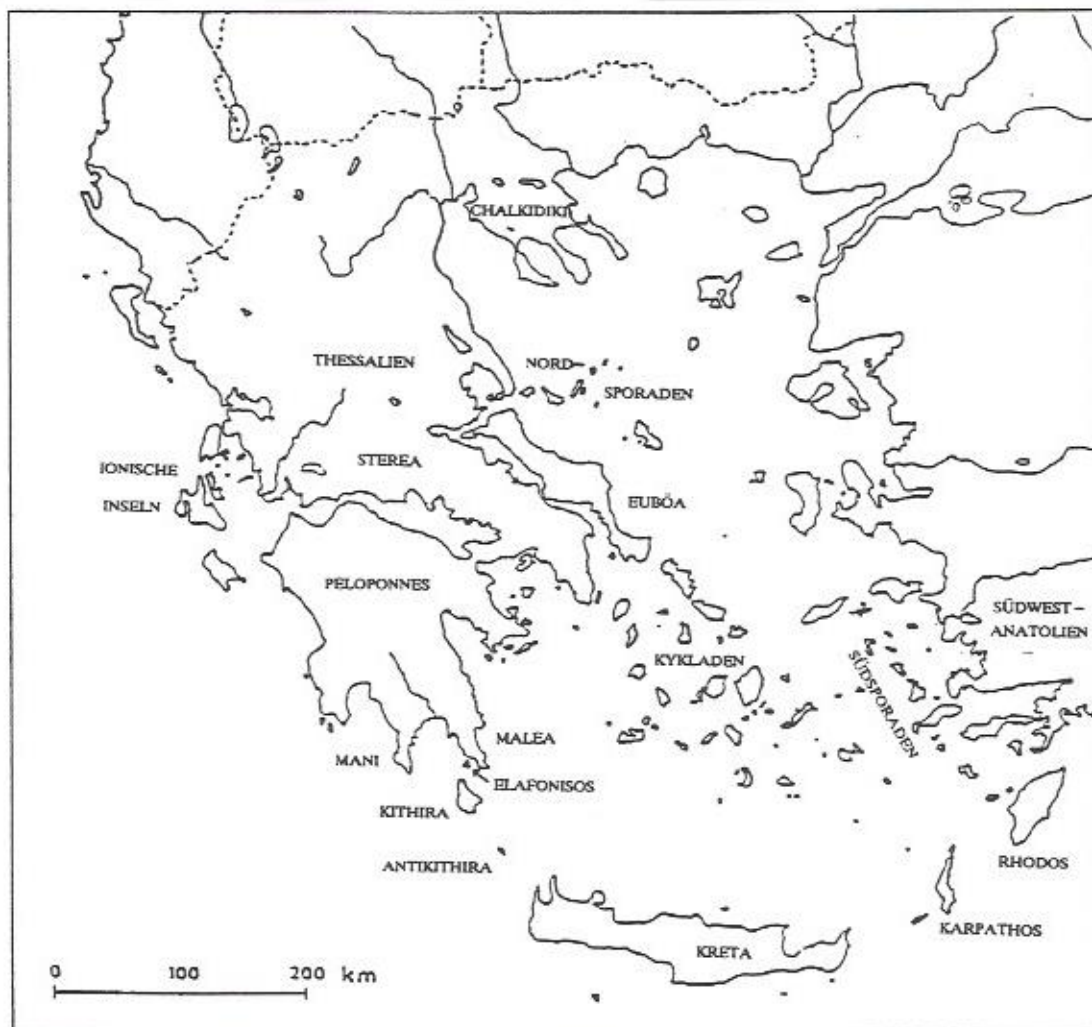 CHALKIDIKI
THESSALIEN
NORD-
SPORADEN
IONISCHE
INSELN
STEREA
EUBÖA
PELOPONNES
SÜDWEST-
ANATOLIEN
KYKLADEN
SÜDSPORADEN
MALEA
MANI
ELAFONISOS
KITHIRA
ANTIKITHIRA
RHODOS
KARPATHOS
KRETA
0 100 200 km